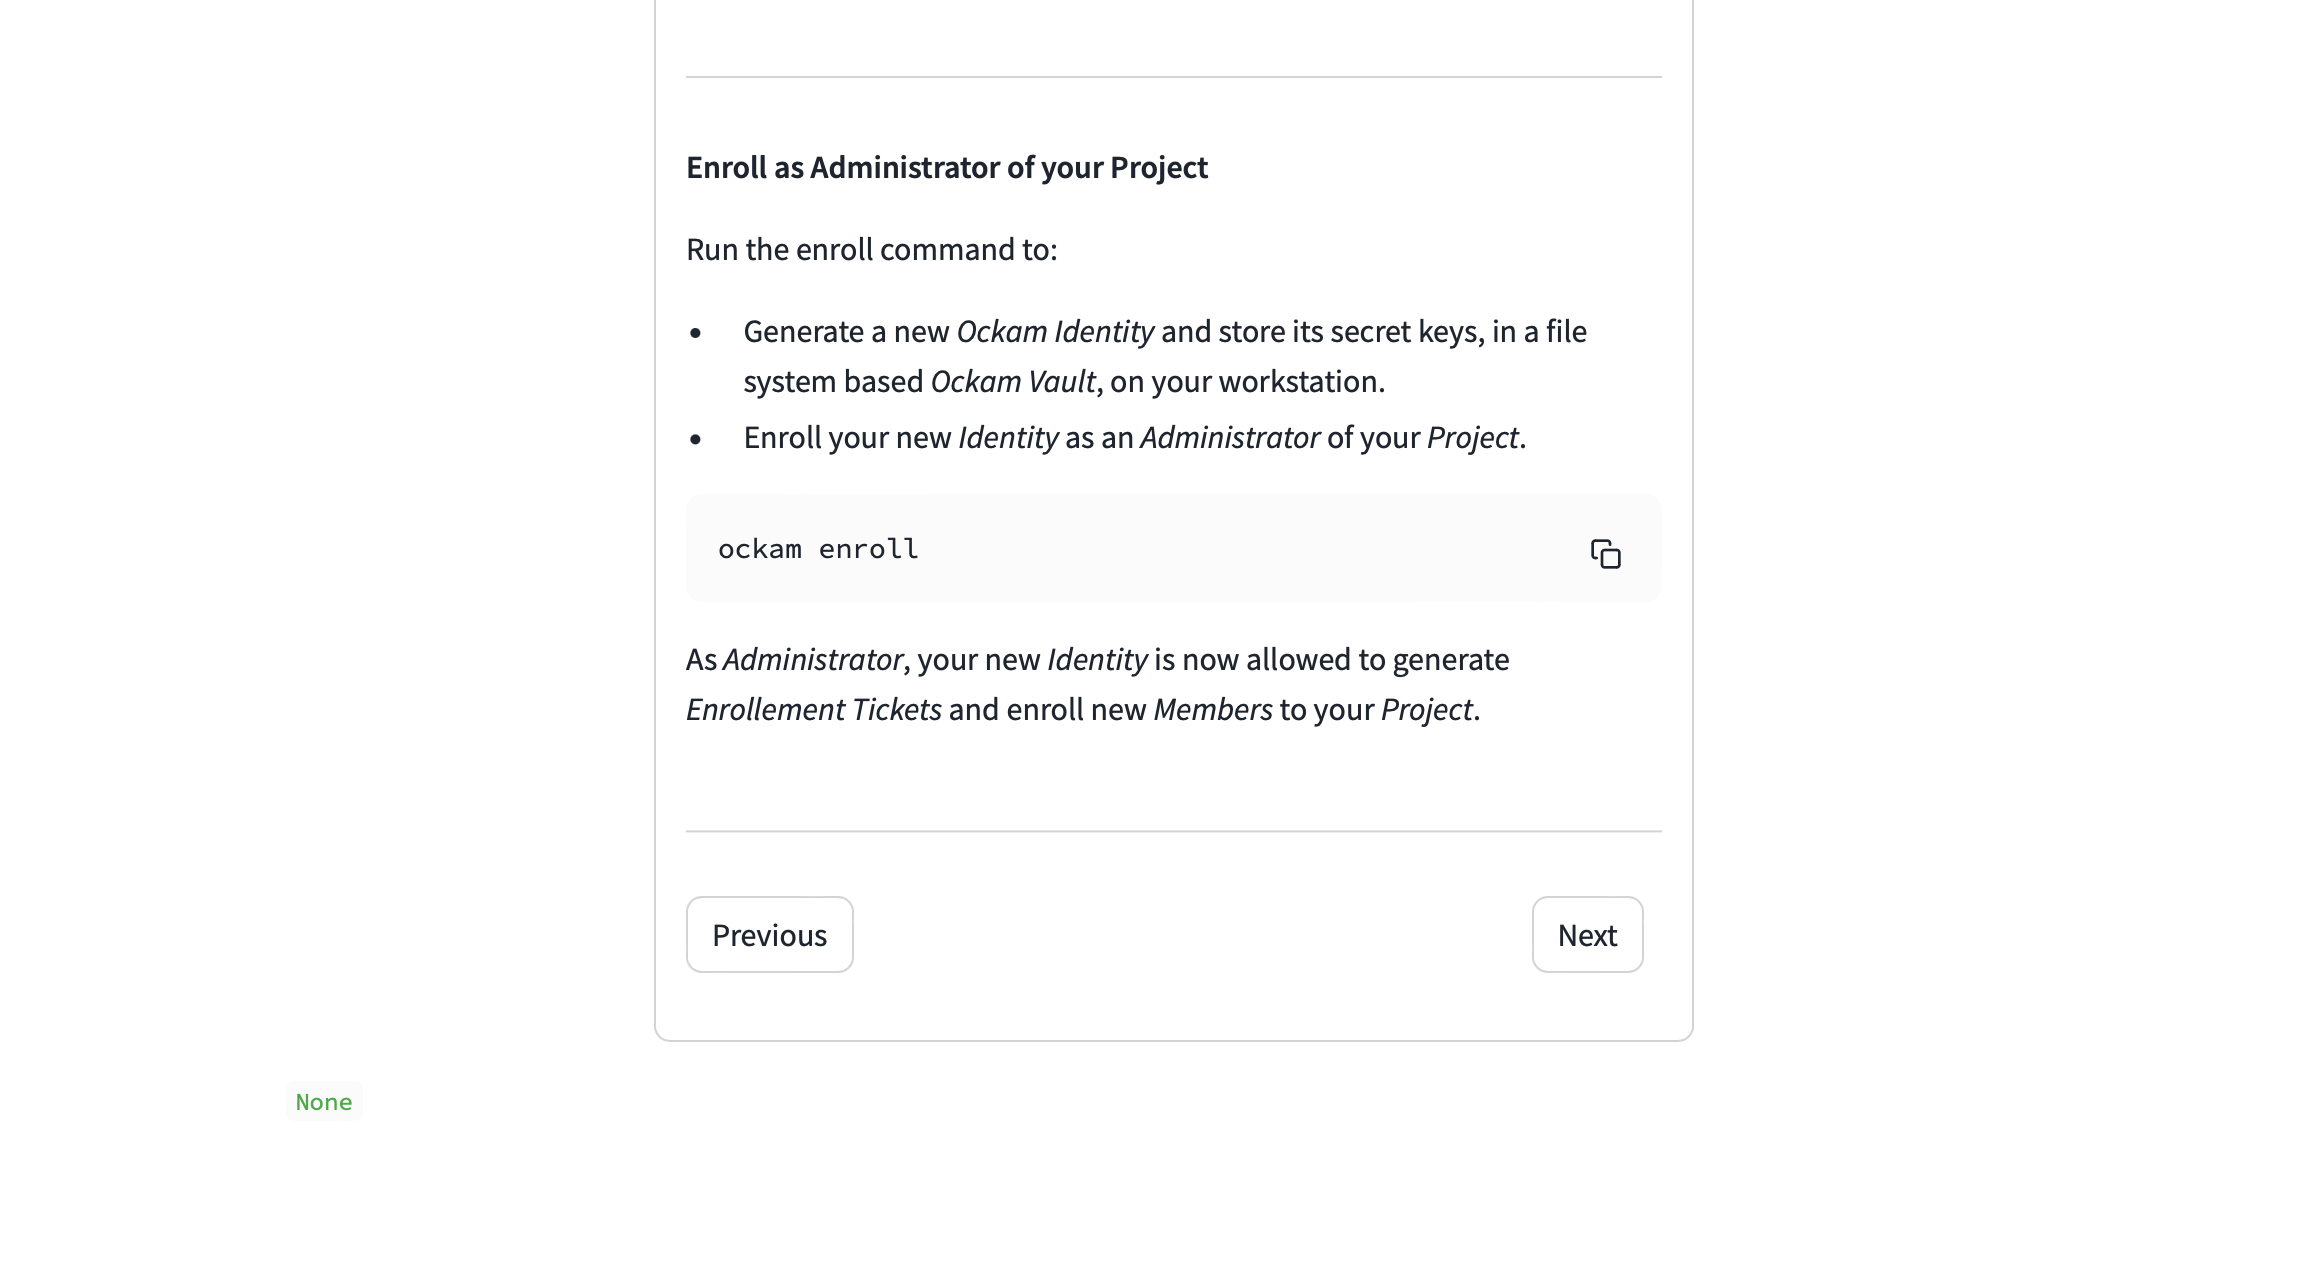 Enroll as Administrator of your Project
Run the enroll command to:
• Generate a new Ockam Identity and store its secret keys, in a file
system based Ockam Vault, on your workstation.
• Enroll your new Identity as an Administrator of your Project.
ockam enroll
As Administrator, your new Identity is now allowed to generate
Enrollement Tickets and enroll new Members to your Project.
Previous
Next
None